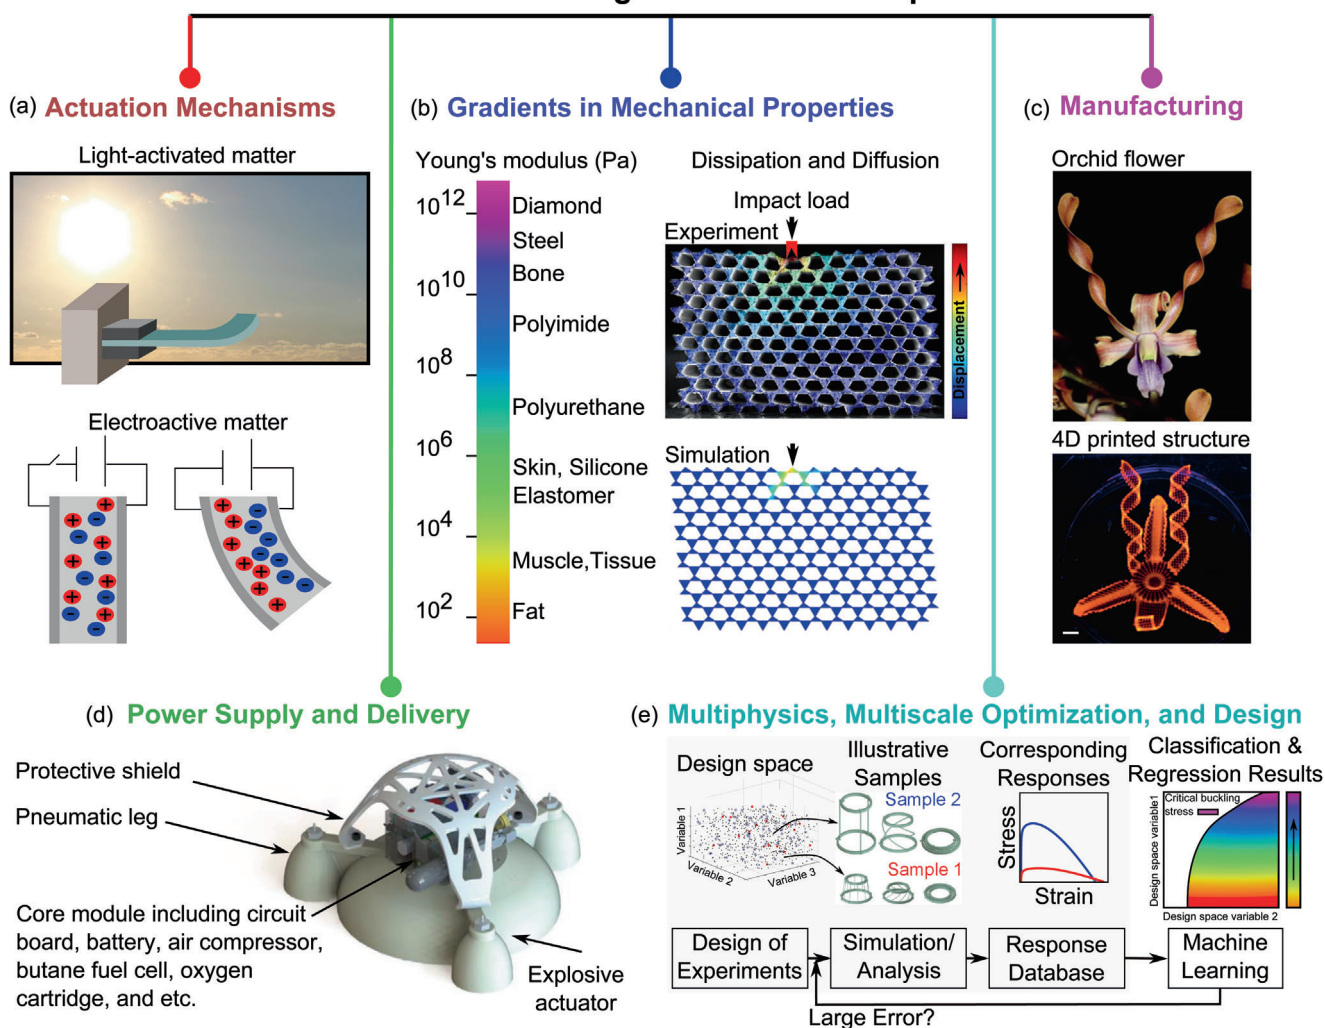 (a) Actuation Mechanisms
Light-activated matter
Electroactive matter
(b) Gradients in Mechanical Properties
Young's modulus (Pa)
10^12
Diamond
Steel
Bone
10^10
Polyimide
10^8
Polyurethane
10^6
Skin, Silicone
Elastomer
10^4
Muscle,Tissue
10^2
Fat
Dissipation and Diffusion
Impact load
Experiment
Displacement
Simulation
(c) Manufacturing
Orchid flower
4D printed structure
(d) Power Supply and Delivery
Protective shield
Pneumatic leg
Core module including circuit
board, battery, air compressor,
butane fuel cell, oxygen
cartridge, and etc.
Explosive
actuator
(e) Multiphysics, Multiscale Optimization, and Design
Design space
Variable 1
Variable 2
Variable 3
Illustrative
Samples
Sample 2
Sample 1
Corresponding
Responses
Stress
Strain
Classification &
Regression Results
Critical buckling
stress
Design space variable1
Design space variable 2
Design of
Experiments
Simulation/
Analysis
Response
Database
Machine
Learning
Large Error?